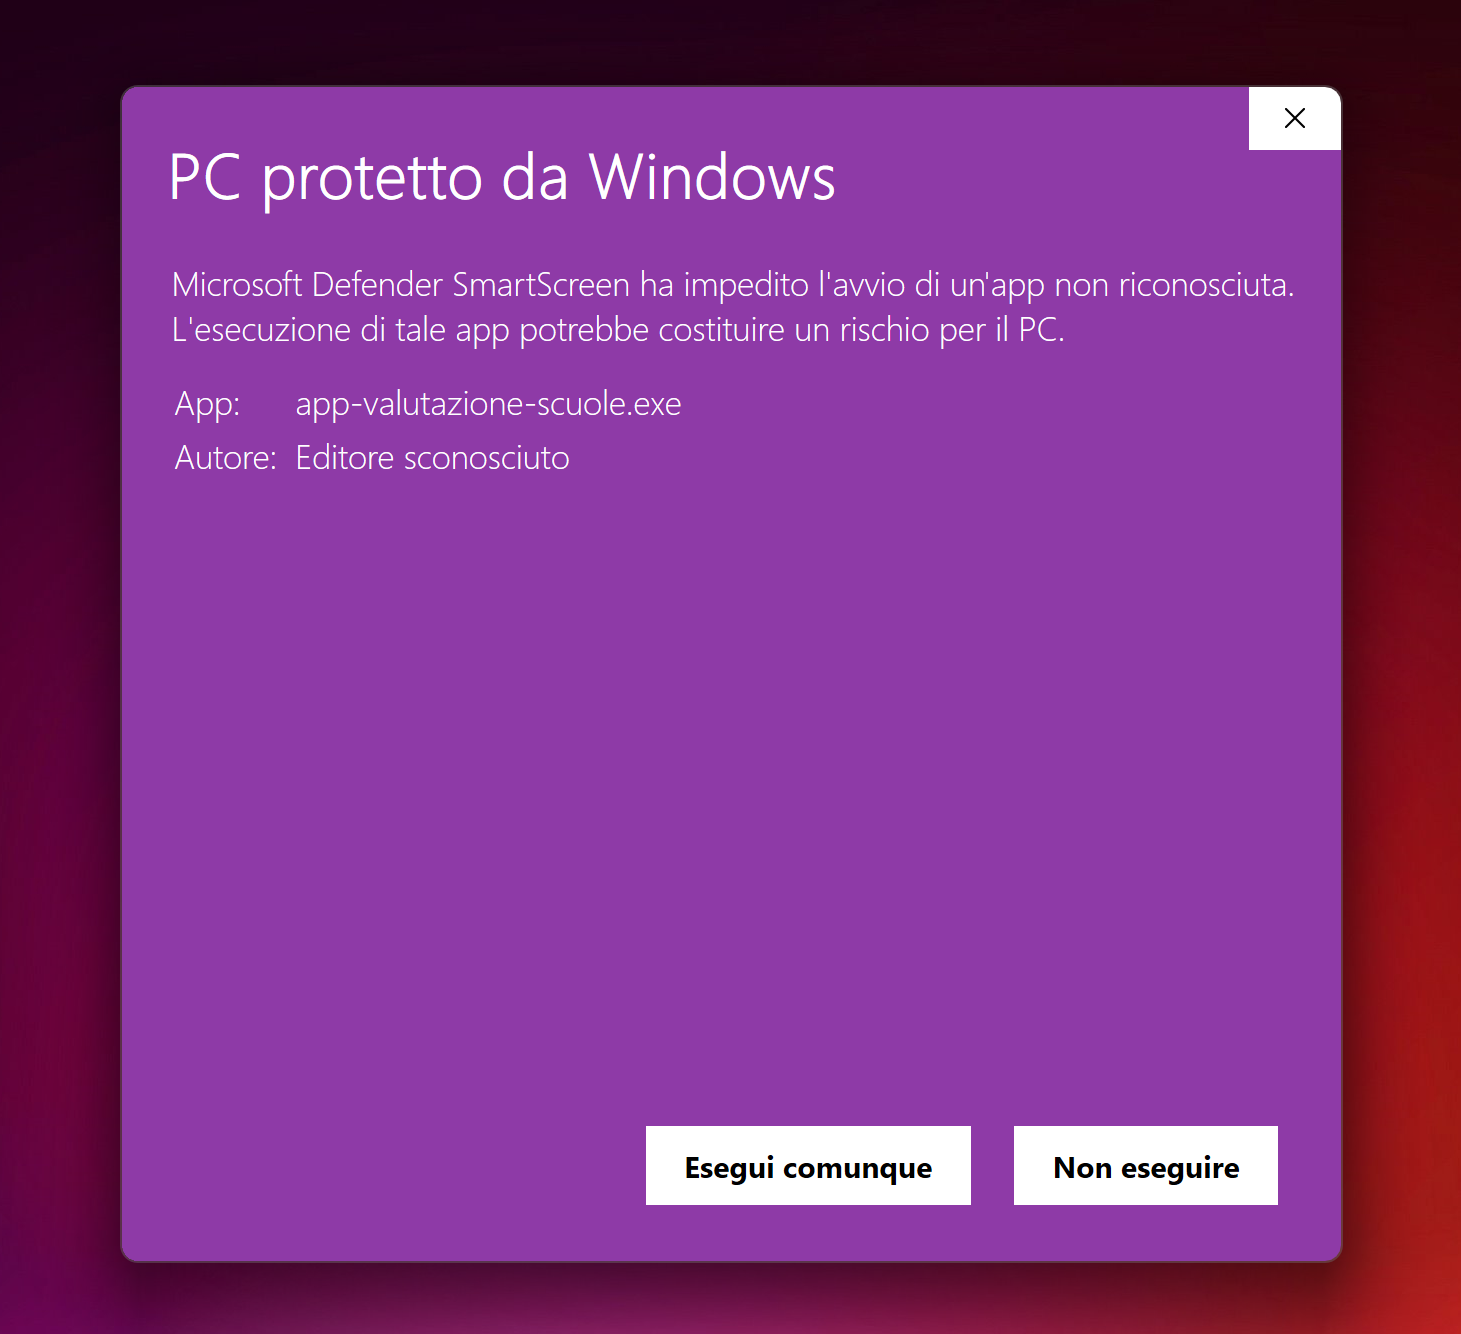 PC protetto da Windows
Microsoft Defender SmartScreen ha impedito l'avvio di un'app non riconosciuta.
L'esecuzione di tale app potrebbe costituire un rischio per il PC.
App: app-valutazione-scuole.exe
Autore: Editore sconosciuto
Esegui comunque Non eseguire